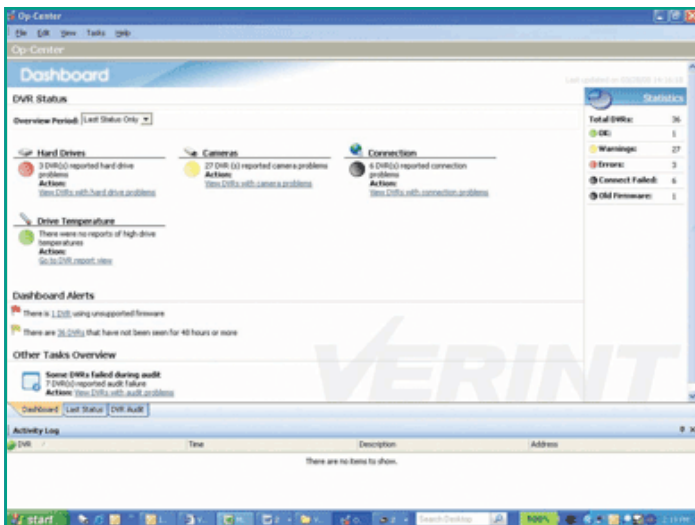 Op-Center
File Edit View Tasks Help
Op-Center
Dashboard
DVR Status
Overview Period: Last Status Only
Hard Drives
3 DVR(s) reported hard drive
problems
Action:
View DVRs with hard drive problems
Cameras
27 DVR (s) reported camera problems
Action:
View DVRs with camera problems
Connection
6 DVR(s) reported connection
problems
Action:
View DVRs with connection problems
Drive Temperature
There were no reports of high drive
temperatures
Action:
Go to DVR report view
Statistics
Total DVRs: 36
OK: 1
Warnings: 27
Errors: 3
Connect Failed: 6
Old Firmware: 1
Dashboard Alerts
There is 1 DVR using unsupported firmware
There are 36 DVRs that have not been seen for 48 hours or more
Other Tasks Overview
Some DVRs failed during audit
7 DVR(s) reported audit failure
Action: View DVRs with audit problems
VERINT
Dashboard Last Status DVR Audit
Activity Log
DVR Time Description Address
There are no items to show.
start Search Desktop 100%